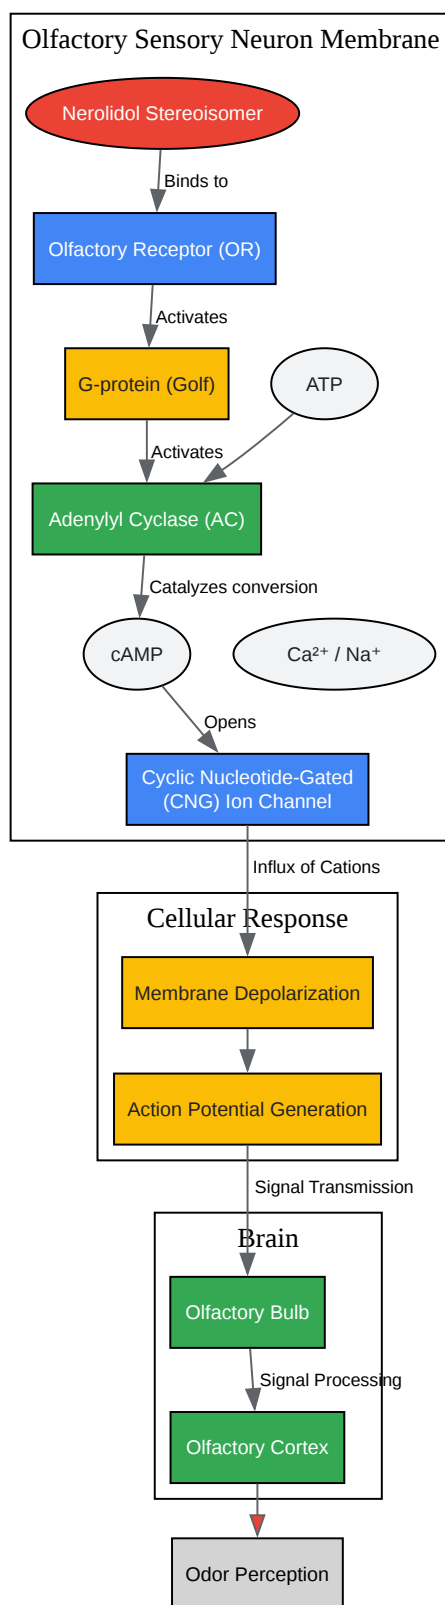 Olfactory Sensory Neuron Membrane
Nerolidol Stereoisomer
Binds to
Olfactory Receptor (OR)
Activates
G-protein (Golf)
ATP
Activates
Adenylyl Cyclase (AC)
Catalyzes conversion
cAMP
Ca²⁺ / Na⁺
Opens
Cyclic Nucleotide-Gated
(CNG) Ion Channel
Influx of Cations
Cellular Response
Membrane Depolarization
Action Potential Generation
Signal Transmission
Brain
Olfactory Bulb
Signal Processing
Olfactory Cortex
Odor Perception